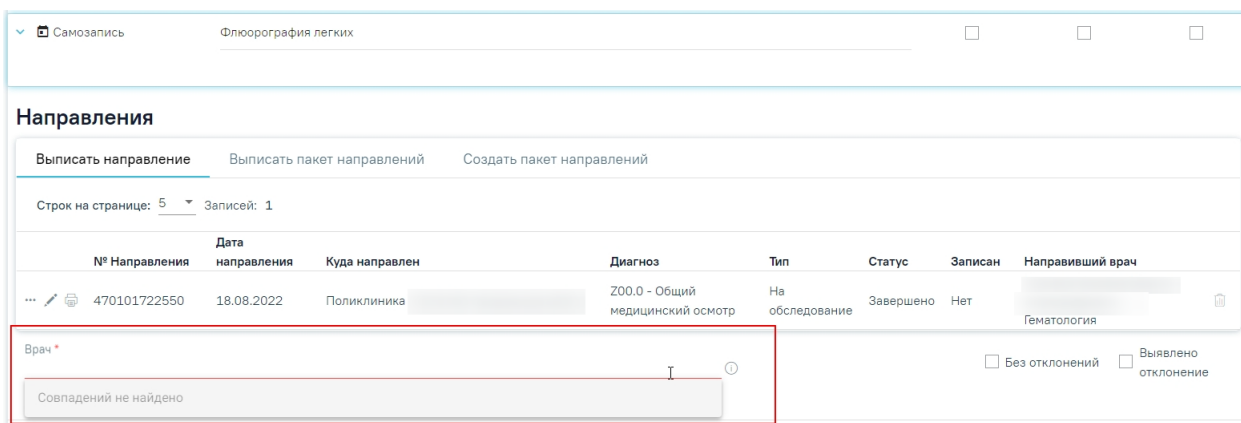 Самозапись Флюорография легких
Направления
Выписать направление Выписать пакет направлений Создать пакет направлений
Строк на странице: 5 Записей: 1
№ Направления Дата направления Куда направлен Диагноз Тип Статус Записан Направивший врач
470101722550 18.08.2022 Поликлиника Z00.0 - Общий медицинский осмотр На обследование Завершено Нет Гематология
Врач *
Без отклонений Выявлено отклонение
Совпадений не найдено